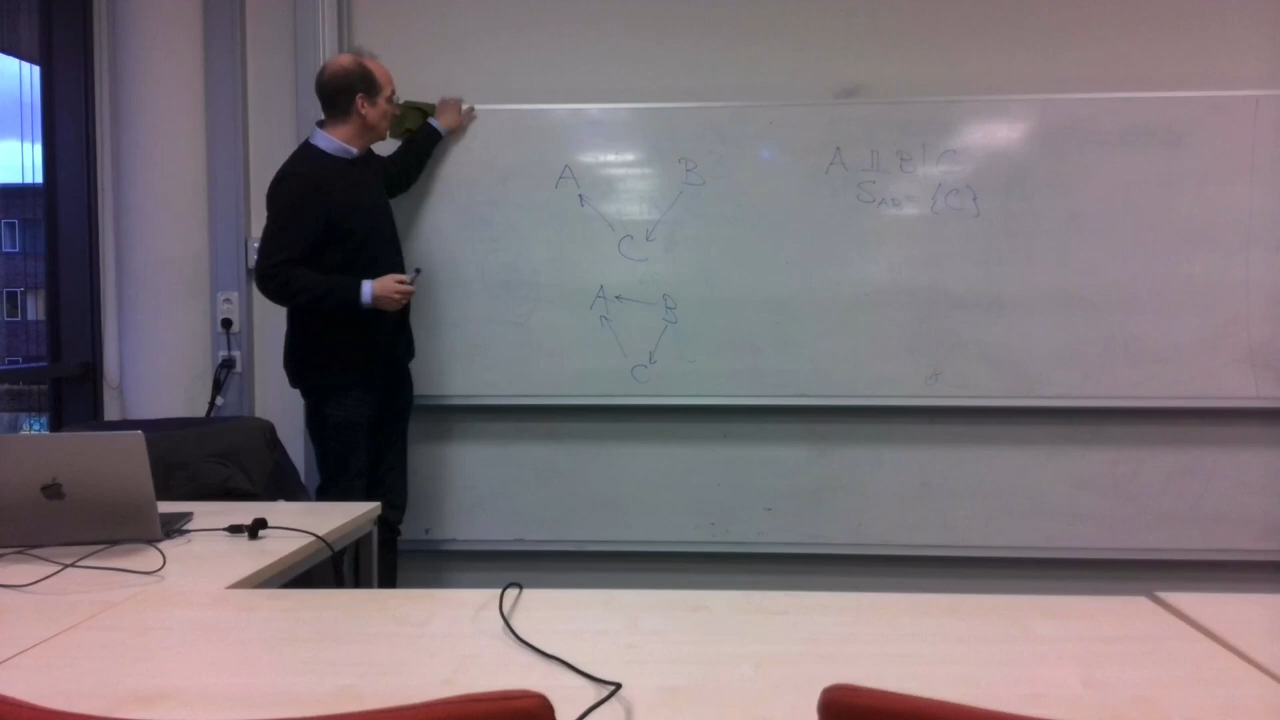 A B
C
A B
C
A ⫫ B | C
S_AB = {C}